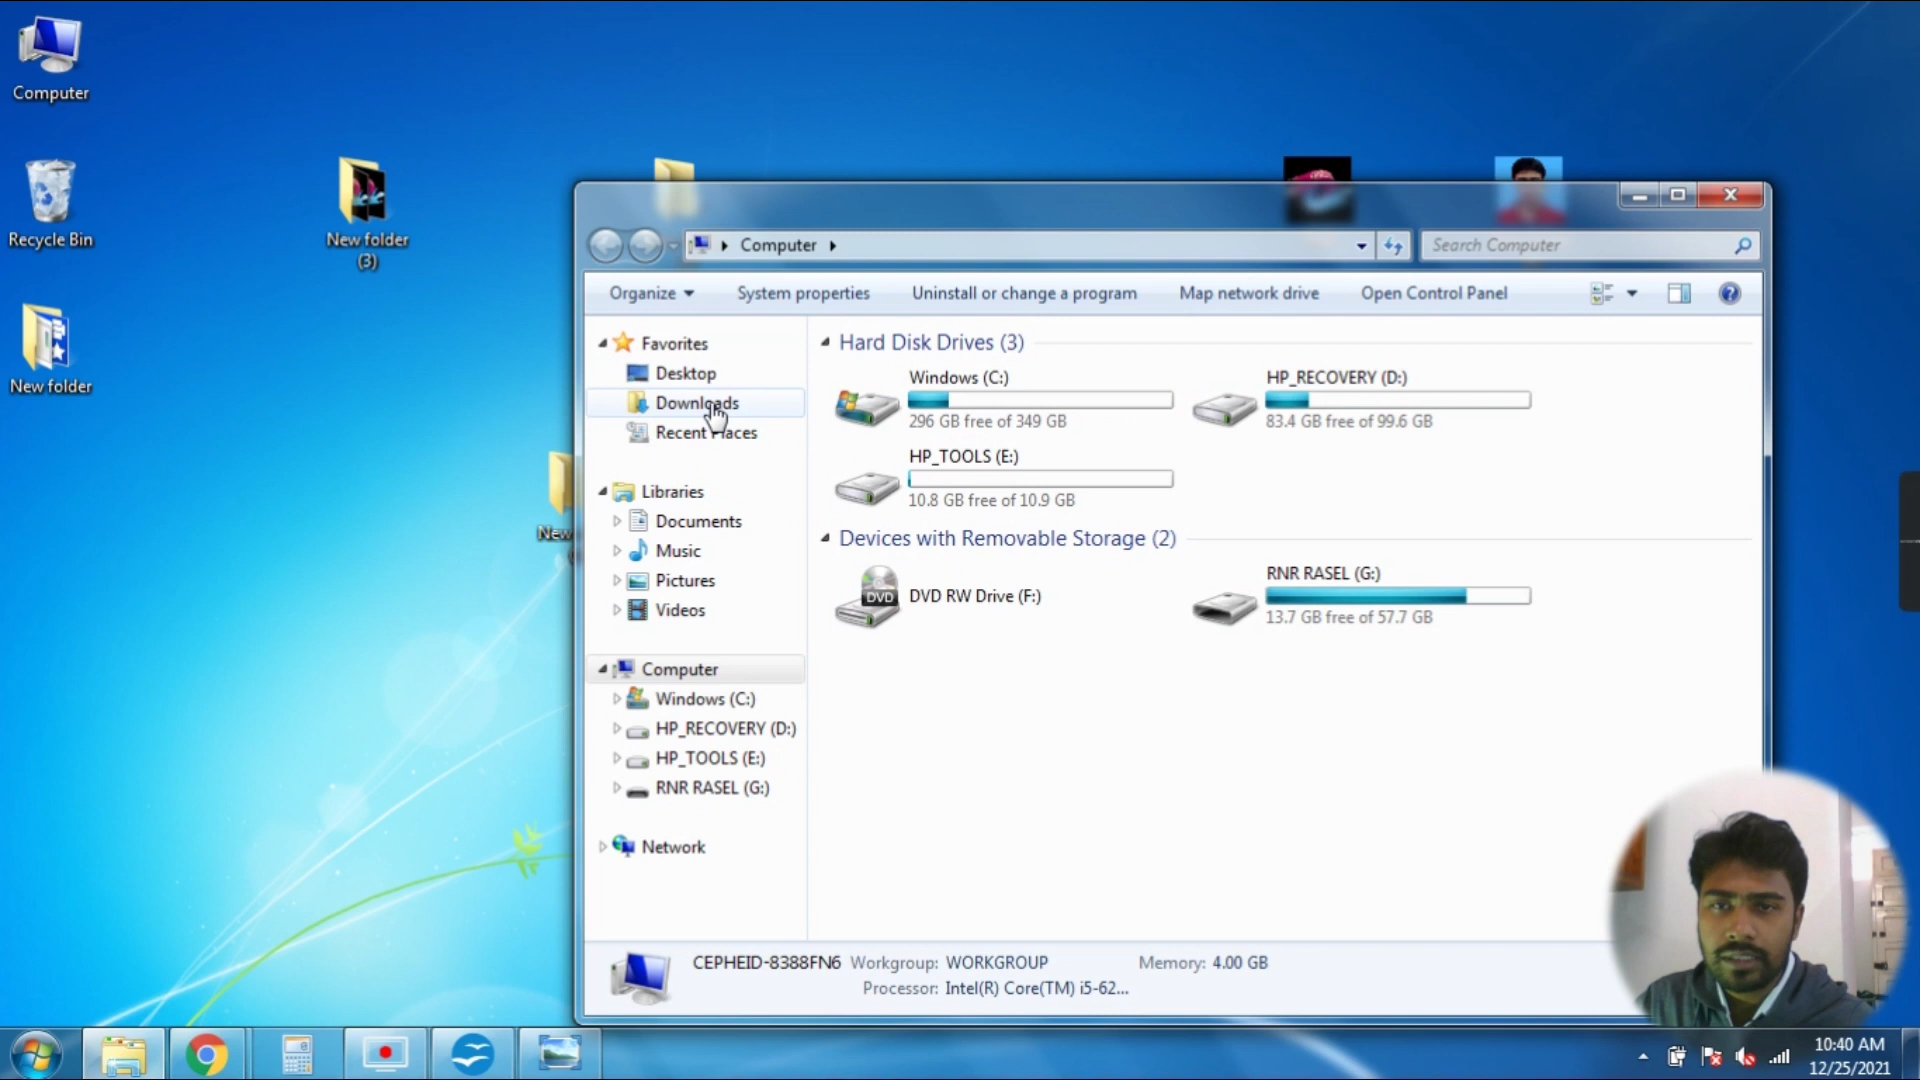 Computer
Recycle Bin
New folder
New folder
(3)
New
Computer
Search Computer
Organize
System properties
Uninstall or change a program
Map network drive
Open Control Panel
Favorites
Desktop
Downloads
Recent Places
Libraries
Documents
Music
Pictures
Videos
Computer
Windows (C:)
HP_RECOVERY (D:)
HP_TOOLS (E:)
RNR RASEL (G:)
Network
Hard Disk Drives (3)
Windows (C:)
296 GB free of 349 GB
HP_RECOVERY (D:)
83.4 GB free of 99.6 GB
HP_TOOLS (E:)
10.8 GB free of 10.9 GB
Devices with Removable Storage (2)
DVD
DVD RW Drive (F:)
RNR RASEL (G:)
13.7 GB free of 57.7 GB
CEPHEID-8388FN6 Workgroup: WORKGROUP Memory: 4.00 GB
Processor: Intel(R) Core(TM) i5-62...
10:40 AM
12/25/2021